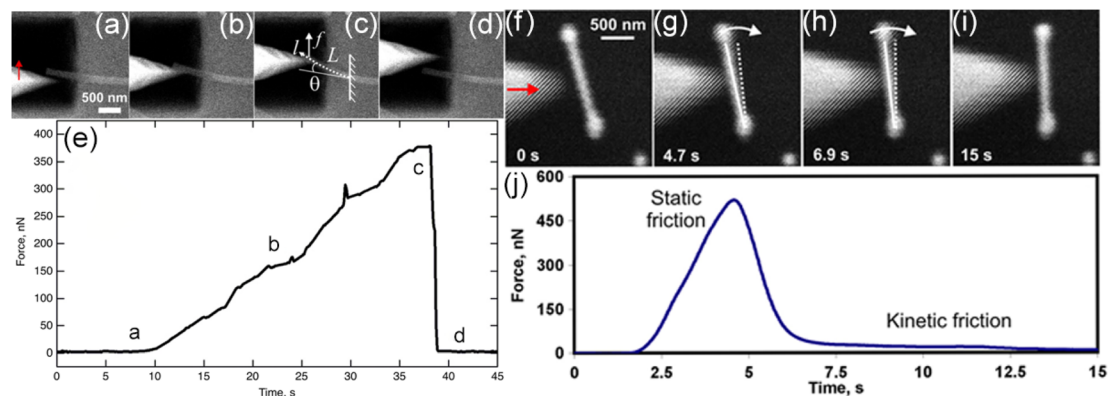 (a)
500 nm
(b)
(c)
l f L
θ
(d)
(e)
Force, nN
400
350
300
250
200
150
100
50
0
a
b
c
d
0 5 10 15 20 25 30 35 40 45
Time, s
(f)
500 nm
0 s
(g)
4.7 s
(h)
6.9 s
(i)
15 s
(j)
Force, nN
600
450
300
150
0
Static
friction
Kinetic friction
0 2.5 5 7.5 10 12.5 15
Time, s